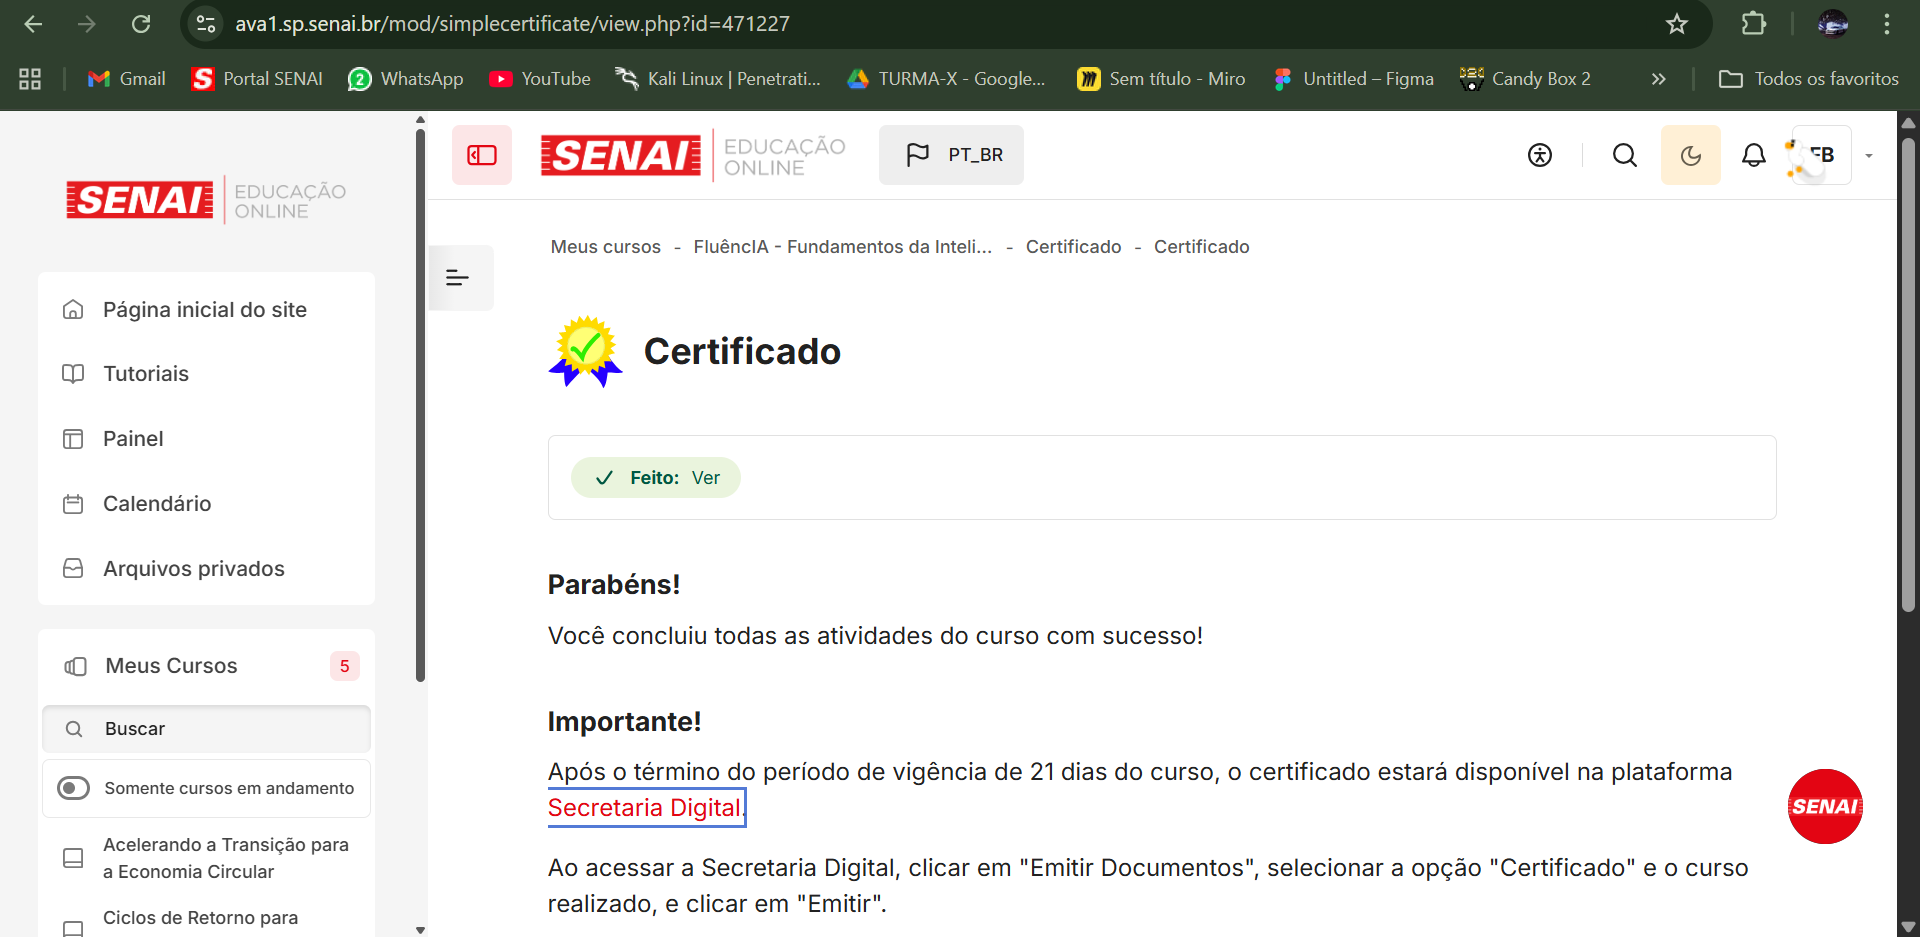 ava1.sp.senai.br/mod/simplecertificate/view.php?id=471227
Gmail
Portal SENAI
WhatsApp
YouTube
Kali Linux | Penetrati...
TURMA-X - Google...
Sem título - Miro
Untitled – Figma
Candy Box 2
Todos os favoritos
SENAI EDUCAÇÃO
ONLINE
Página inicial do site
Tutoriais
Painel
Calendário
Arquivos privados
Meus Cursos 5
Buscar
Somente cursos em andamento
Acelerando a Transição para
a Economia Circular
Ciclos de Retorno para
SENAI EDUCAÇÃO
ONLINE
PT_BR
Meus cursos - FluêncIA - Fundamentos da Inteli... - Certificado - Certificado
Certificado
Feito: Ver
Parabéns!
Você concluiu todas as atividades do curso com sucesso!
Importante!
Após o término do período de vigência de 21 dias do curso, o certificado estará disponível na plataforma
Secretaria Digital.
Ao acessar a Secretaria Digital, clicar em "Emitir Documentos", selecionar a opção "Certificado" e o curso
realizado, e clicar em "Emitir".
SENAI